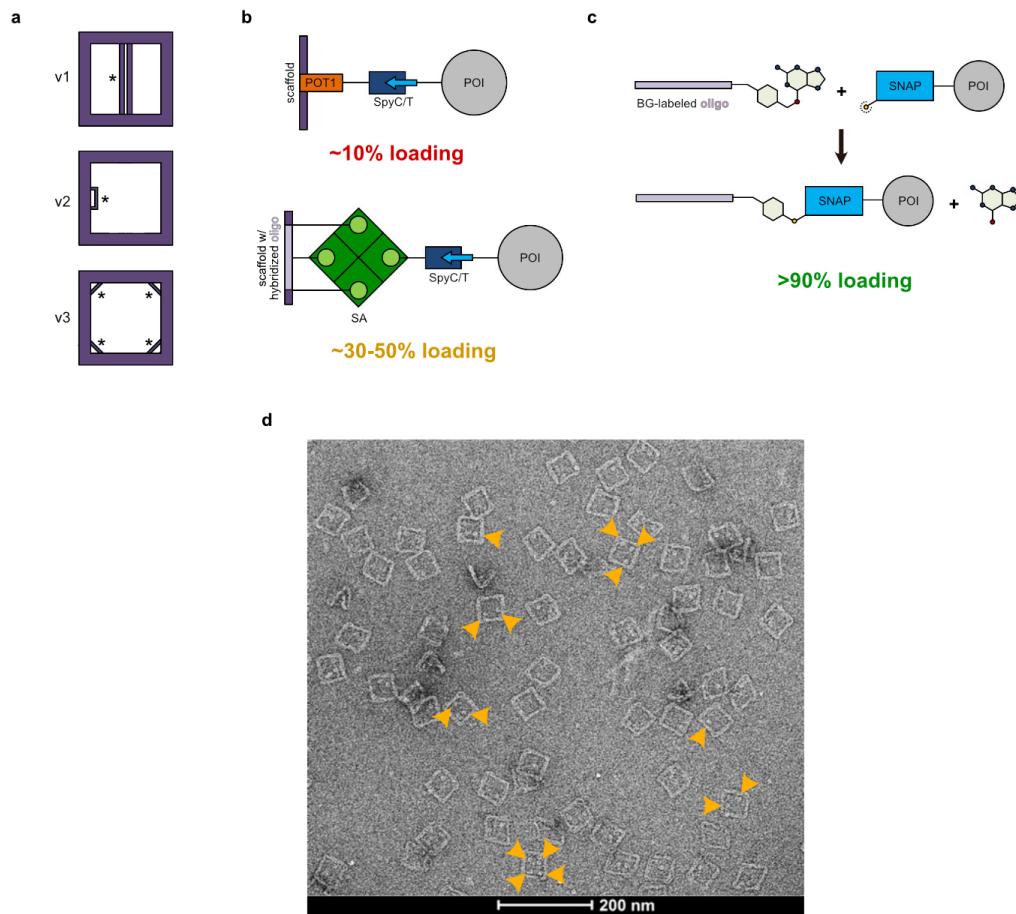 a
v1
*
v2
*
v3
* *
* *
b
scaffold
POT1
SpyC/T
POI
~10% loading
scaffold w/
hybridized oligo
SA
SpyC/T
POI
~30-50% loading
c
BG-labeled oligo
+
SNAP
POI
SNAP
POI
+
>90% loading
d
200 nm